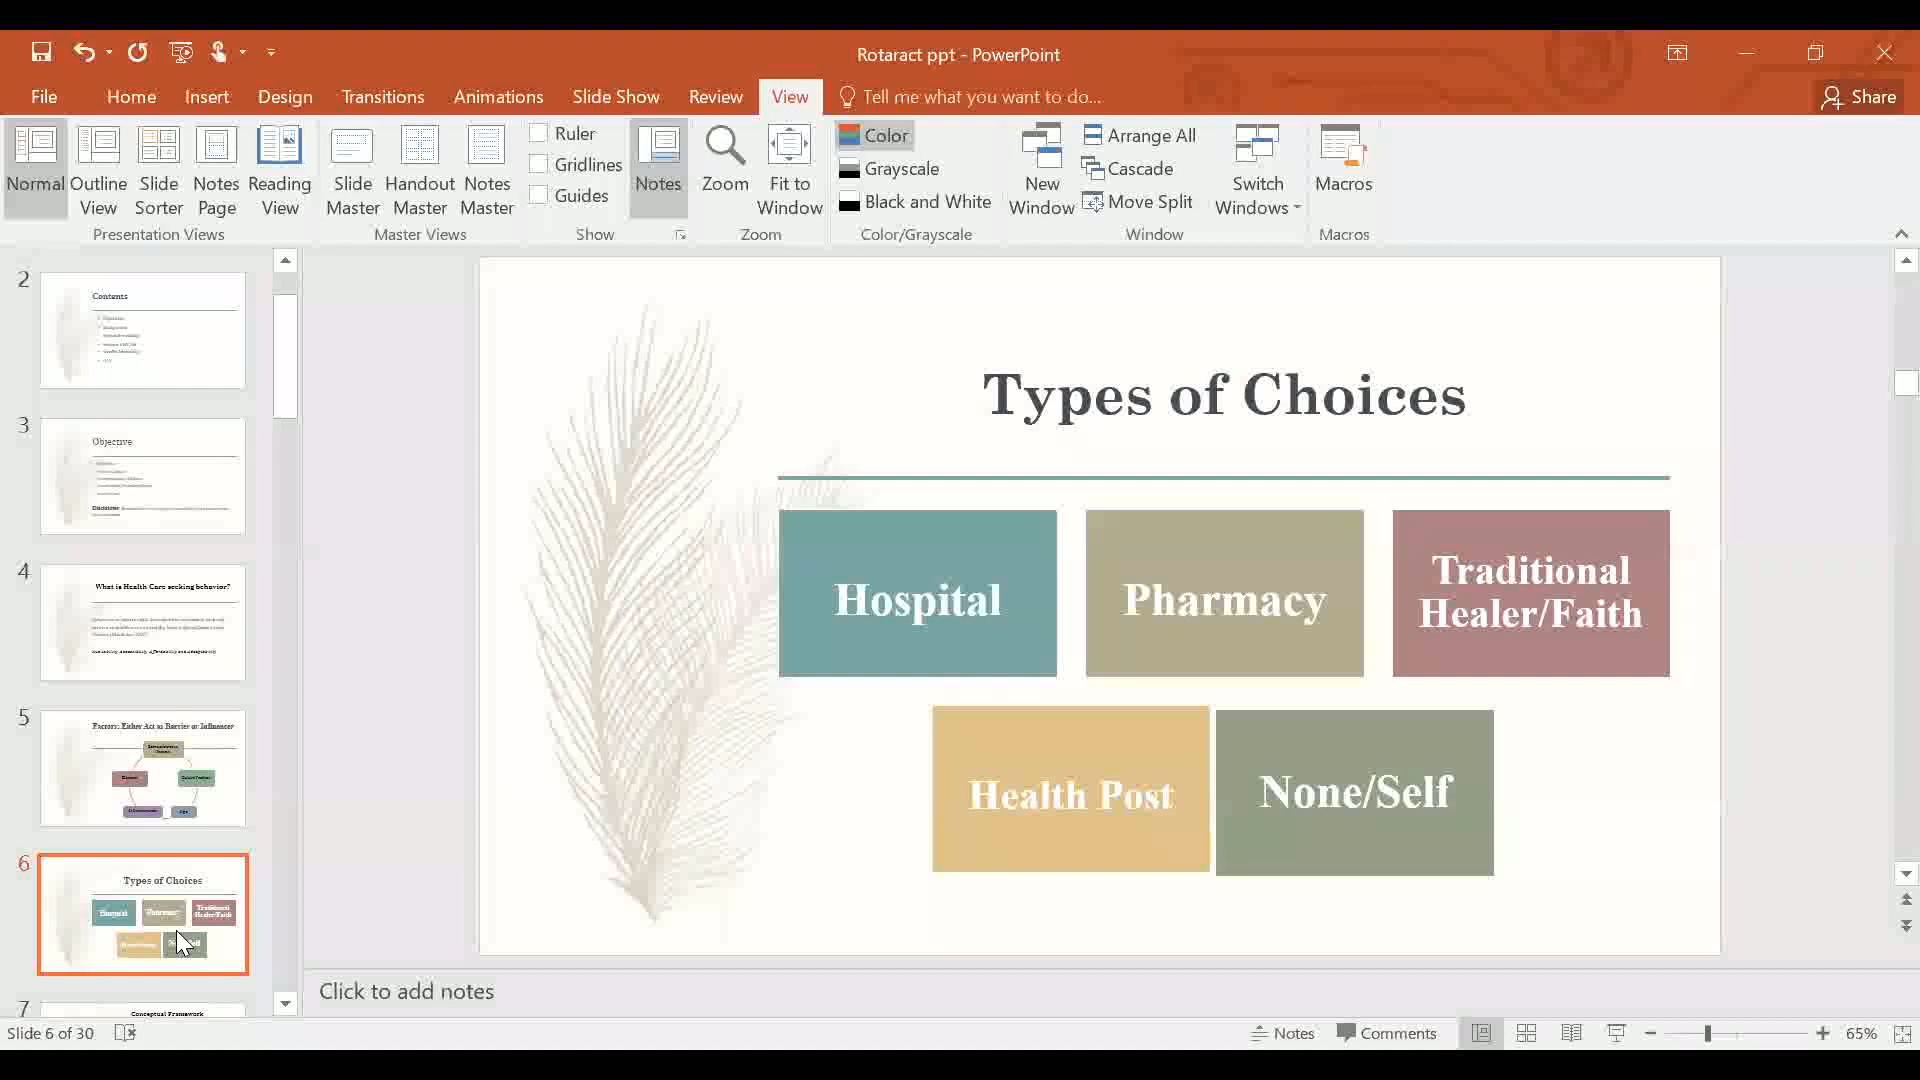 Rotaract ppt - PowerPoint
File Home Insert Design Transitions Animations Slide Show Review View Tell me what you want to do... Share
Normal
Outline View
Slide Sorter
Notes Page
Reading View
Presentation Views
Slide Master
Handout Master
Notes Master
Master Views
Ruler
Gridlines
Guides
Show
Notes
Zoom
Fit to Window
Zoom
Color
Grayscale
Black and White
Color/Grayscale
New Window
Arrange All
Cascade
Move Split
Switch Windows
Window
Macros
Macros
2
Contents
3
Objective
4
What is Health Care seeking behavior?
5
Factors: Either Act as Barrier or Influencer
6
Types of Choices
Hospital
Pharmacy
Traditional
Healer/Faith
7
Conceptual Framework
Types of Choices
Hospital
Pharmacy
Traditional
Healer/Faith
Health Post
None/Self
Click to add notes
Slide 6 of 30
Notes
Comments
65%